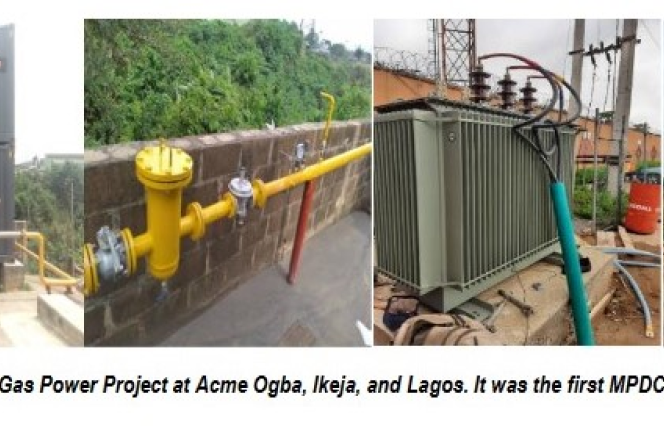 Gas Power Project at Acme Ogba, Ikeja, and Lagos. It was the first MPDC